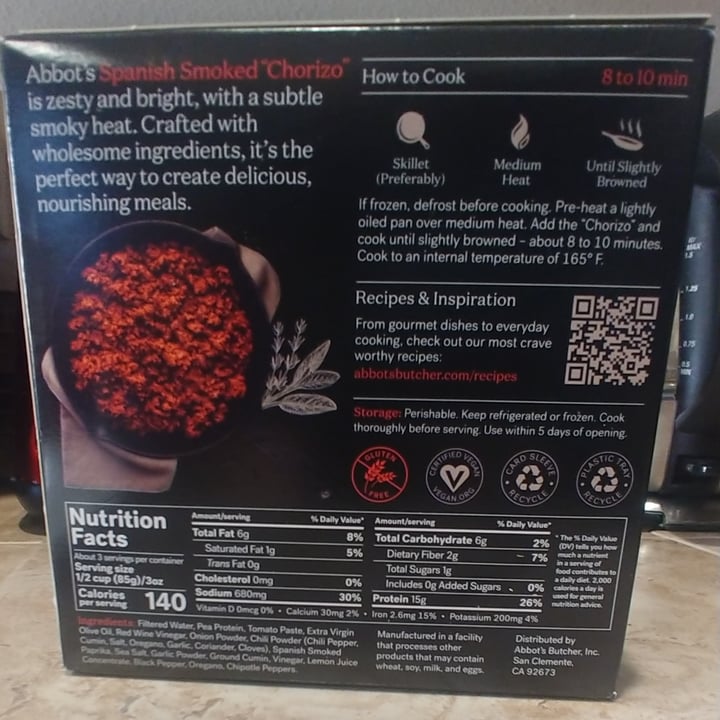 Abbot's Spanish Smoked "Chorizo"
is zesty and bright, with a subtle
smoky heat. Crafted with
wholesome ingredients, it's the
perfect way to create delicious,
nourishing meals.
How to Cook 8 to 10 min
Skillet
(Preferably)
Medium
Heat
Until Slightly
Browned
If frozen, defrost before cooking. Pre-heat a lightly
oiled pan over medium heat. Add the "Chorizo" and
cook until slightly browned - about 8 to 10 minutes.
Cook to an internal temperature of 165° F.
Recipes & Inspiration
From gourmet dishes to everyday
cooking, check out our most crave
worthy recipes:
abbotsbutcher.com/recipes
Storage: Perishable. Keep refrigerated or frozen. Cook
thoroughly before serving. Use within 5 days of opening.
GLUTEN
FREE
CERTIFIED VEGAN
VEGAN.ORG
CARD SLEEVE
RECYCLE
PLASTIC TRAY
RECYCLE
Nutrition
Facts
About 3 servings per container
Serving size
1/2 cup (85g)/3oz
Calories
per serving 140
Amount/serving % Daily Value*
Total Fat 6g 8%
Saturated Fat 1g 5%
Trans Fat 0g
Cholesterol 0mg 0%
Sodium 680mg 30%
Amount/serving % Daily Value*
Total Carbohydrate 6g 2%
Dietary Fiber 2g 7%
Total Sugars 1g
Includes 0g Added Sugars 0%
Protein 15g 26%
Vitamin D 0mcg 0% • Calcium 30mg 2% • Iron 2.6mg 15% • Potassium 200mg 4%
*The % Daily Value
(DV) tells you how
much a nutrient
in a serving of
food contributes to
a daily diet. 2,000
calories a day is
used for general
nutrition advice.
Ingredients: Filtered Water, Pea Protein, Tomato Paste, Extra Virgin
Olive Oil, Red Wine Vinegar, Onion Powder, Chili Powder (Chili Pepper,
Cumin, Salt, Oregano, Garlic, Coriander, Cloves), Spanish Smoked
Paprika, Sea Salt, Garlic Powder, Ground Cumin, Vinegar, Lemon Juice
Concentrate, Black Pepper, Oregano, Chipotle Peppers.
Manufactured in a facility
that processes other
products that may contain
wheat, soy, milk, and eggs.
Distributed by
Abbot's Butcher, Inc.
San Clemente,
CA 92673
MAX
1.5
1.25
1.0
0.75
0.5
MIN